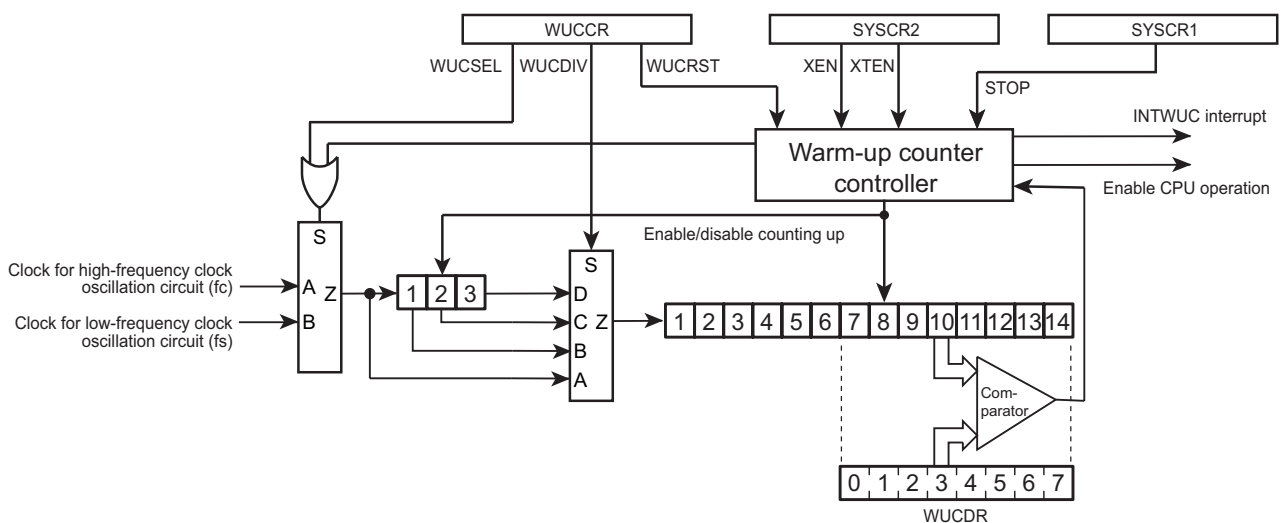 WUCCR
SYSCR2
SYSCR1
WUCSEL
WUCDIV
WUCRST
XEN
XTEN
STOP
INTWUC interrupt
Warm-up counter
controller
Enable CPU operation
S
Enable/disable counting up
S
Clock for high-frequency clock
oscillation circuit (fc)
A
Z
B
Clock for low-frequency clock
oscillation circuit (fs)
1 2 3
D
C
Z
B
A
1 2 3 4 5 6 7 8 9 10 11 12 13 14
Com-
parator
0 1 2 3 4 5 6 7
WUCDR